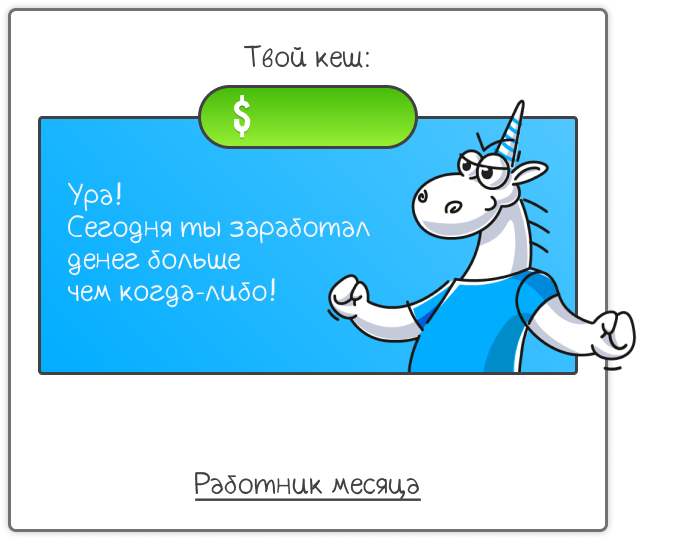 Твой кеш:
$
Ура!
Сегодня ты заработал
денег больше
чем когда-либо!
Работник месяца